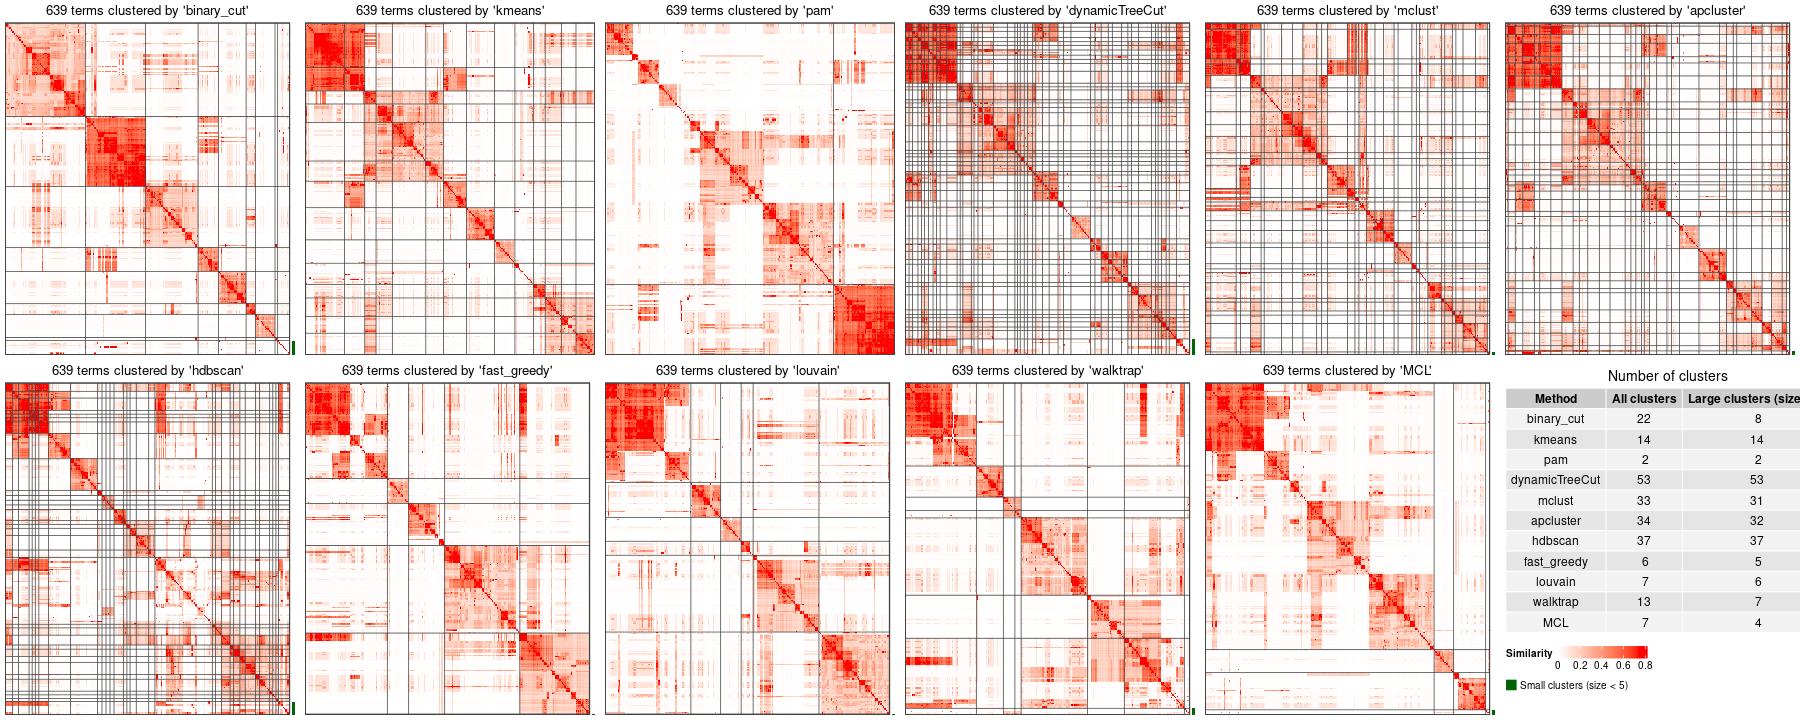 639 terms clustered by 'binary_cut'
639 terms clustered by 'kmeans'
639 terms clustered by 'pam'
639 terms clustered by 'dynamicTreeCut'
639 terms clustered by 'mclust'
639 terms clustered by 'apcluster'
639 terms clustered by 'hdbscan'
639 terms clustered by 'fast_greedy'
639 terms clustered by 'louvain'
639 terms clustered by 'walktrap'
639 terms clustered by 'MCL'
Number of clusters
Method All clusters Large clusters (size
binary_cut 22 8
kmeans 14 14
pam 2 2
dynamicTreeCut 53 53
mclust 33 31
apcluster 34 32
hdbscan 37 37
fast_greedy 6 5
louvain 7 6
walktrap 13 7
MCL 7 4
Similarity
0 0.2 0.4 0.6 0.8
Small clusters (size < 5)